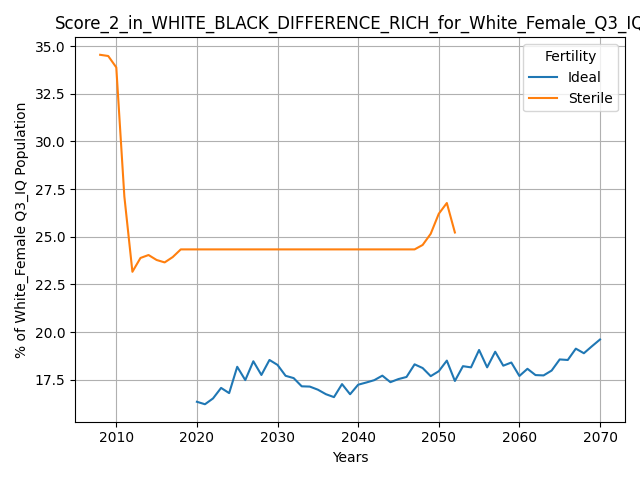 Score_2_in_WHITE_BLACK_DIFFERENCE_RICH_for_White_Female_Q3_IQ
35.0
32.5
30.0
27.5
25.0
22.5
20.0
17.5
% of White_Female Q3_IQ Population
Fertility
Ideal
Sterile
2010 2020 2030 2040 2050 2060 2070
Years